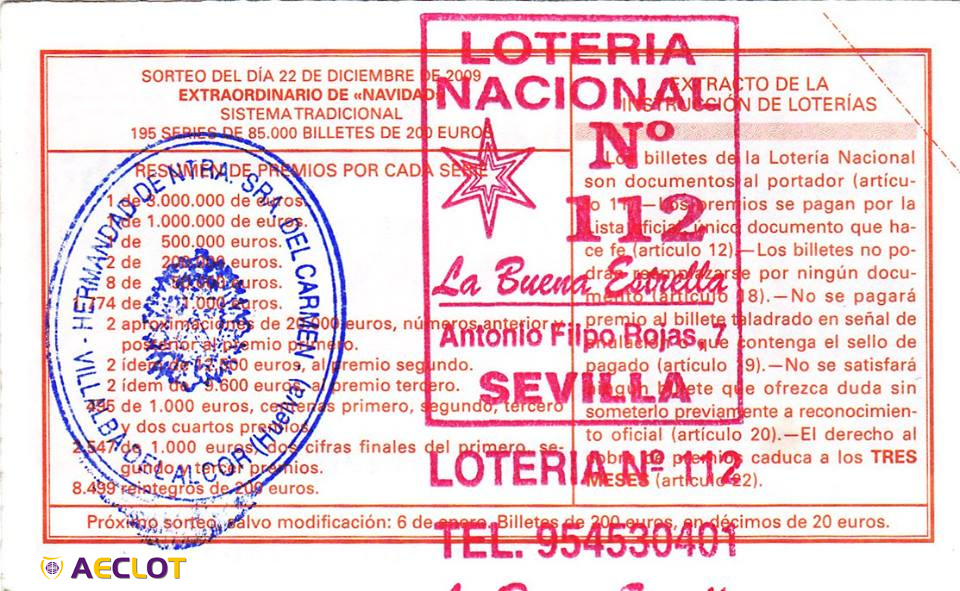 SORTEO DEL DÍA 22 DE DICIEMBRE DE 2009
EXTRAORDINARIO DE «NAVIDAD»
SISTEMA TRADICIONAL
195 SERIES DE 85.000 BILLETES DE 200 EUROS
RESUMEN DE PREMIOS POR CADA SERIE
1 de 3.000.000 de euros.
1 de 1.000.000 de euros.
1 de 500.000 euros.
2 de 200.000 euros.
8 de 50.000 euros.
1.774 de 1.000 euros.
2 aproximaciones de 20.000 euros, números anterior y
posterior al premio primero.
2 ídem de euros, al premio segundo.
2 ídem de 9.600 euros, al premio tercero.
495 de 1.000 euros, centenas primero, segundo, tercero
y dos cuartos premios.
2.547 de 1.000 euros, dos cifras finales del primero, se-
gundo y tercer premios.
8.499 reintegros de 200 euros.
EXTRACTO DE LA
INSTRUCCIÓN DE LOTERÍAS
Los billetes de la Lotería Nacional
son documentos al portador (artícu-
lo 11).—Los premios se pagan por la
Lista oficial, único documento que ha-
ce fe (artículo 12).—Los billetes no po-
drán reemplazarse por ningún docu-
mento (artículo 18).—No se pagará
premio al billete taladrado en señal de
anulación o que contenga el sello de
pagado (artículo 19).—No se satisfará
ningún billete que ofrezca duda sin
someterlo previamente a reconocimien-
to oficial (artículo 20).—El derecho al
cobro de premios caduca a los TRES
MESES (artículo 22).
Próximo sorteo, salvo modificación: 6 de enero. Billetes de 200 euros, en décimos de 20 euros.
HERMANDAD DE NTRA. SRA. DEL CARMEN - VILLALBA DEL ALCOR (Huelva)
LOTERIA
NACIONAL
Nº
112
La Buena Estrella
Antonio Filpo Rojas, 7
SEVILLA
LOTERIA Nº 112
TEL. 954530401
AECLOT